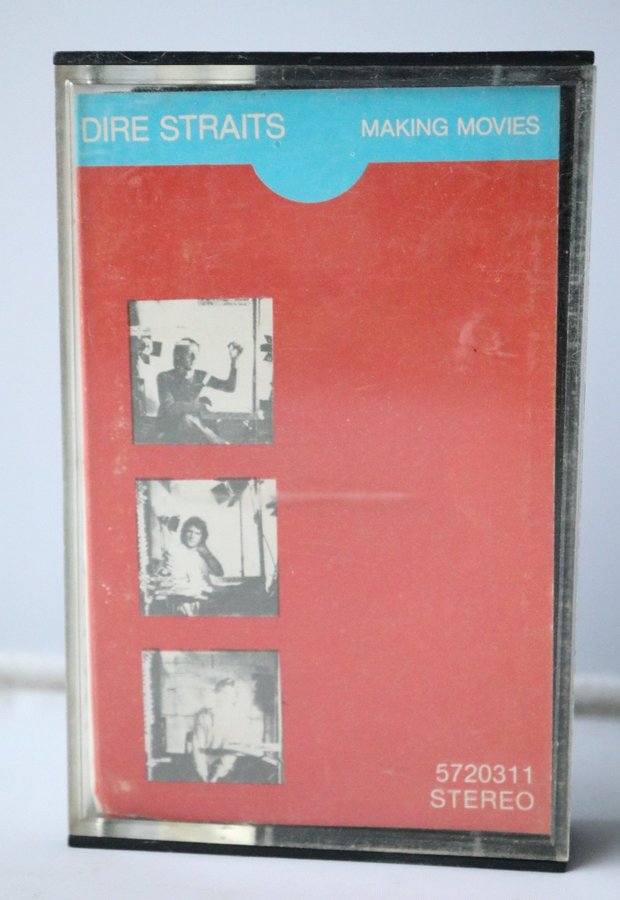 DIRE STRAITS MAKING MOVIES
5720311
STEREO